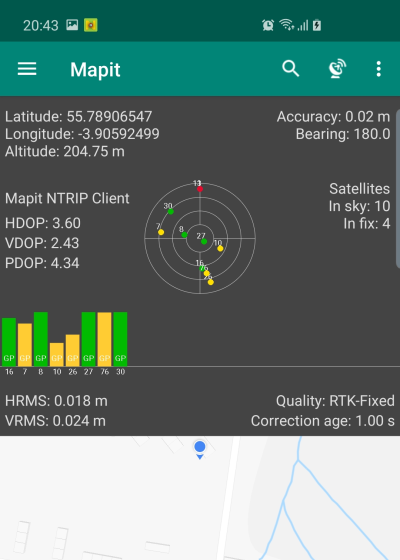 20:43
Mapit
Latitude: 55.78906547
Accuracy: 0.02 m
Longitude: -3.90592499
Bearing: 180.0
Altitude: 204.75 m
Mapit NTRIP Client
Satellites
HDOP: 3.60
In sky: 10
VDOP: 2.43
In fix: 4
PDOP: 4.34
30
7
8
27
10
16
GP GP GP GP GP GP GP GP
16 7 8 10 26 27 76 30
HRMS: 0.018 m
Quality: RTK-Fixed
VRMS: 0.024 m
Correction age: 1.00 s